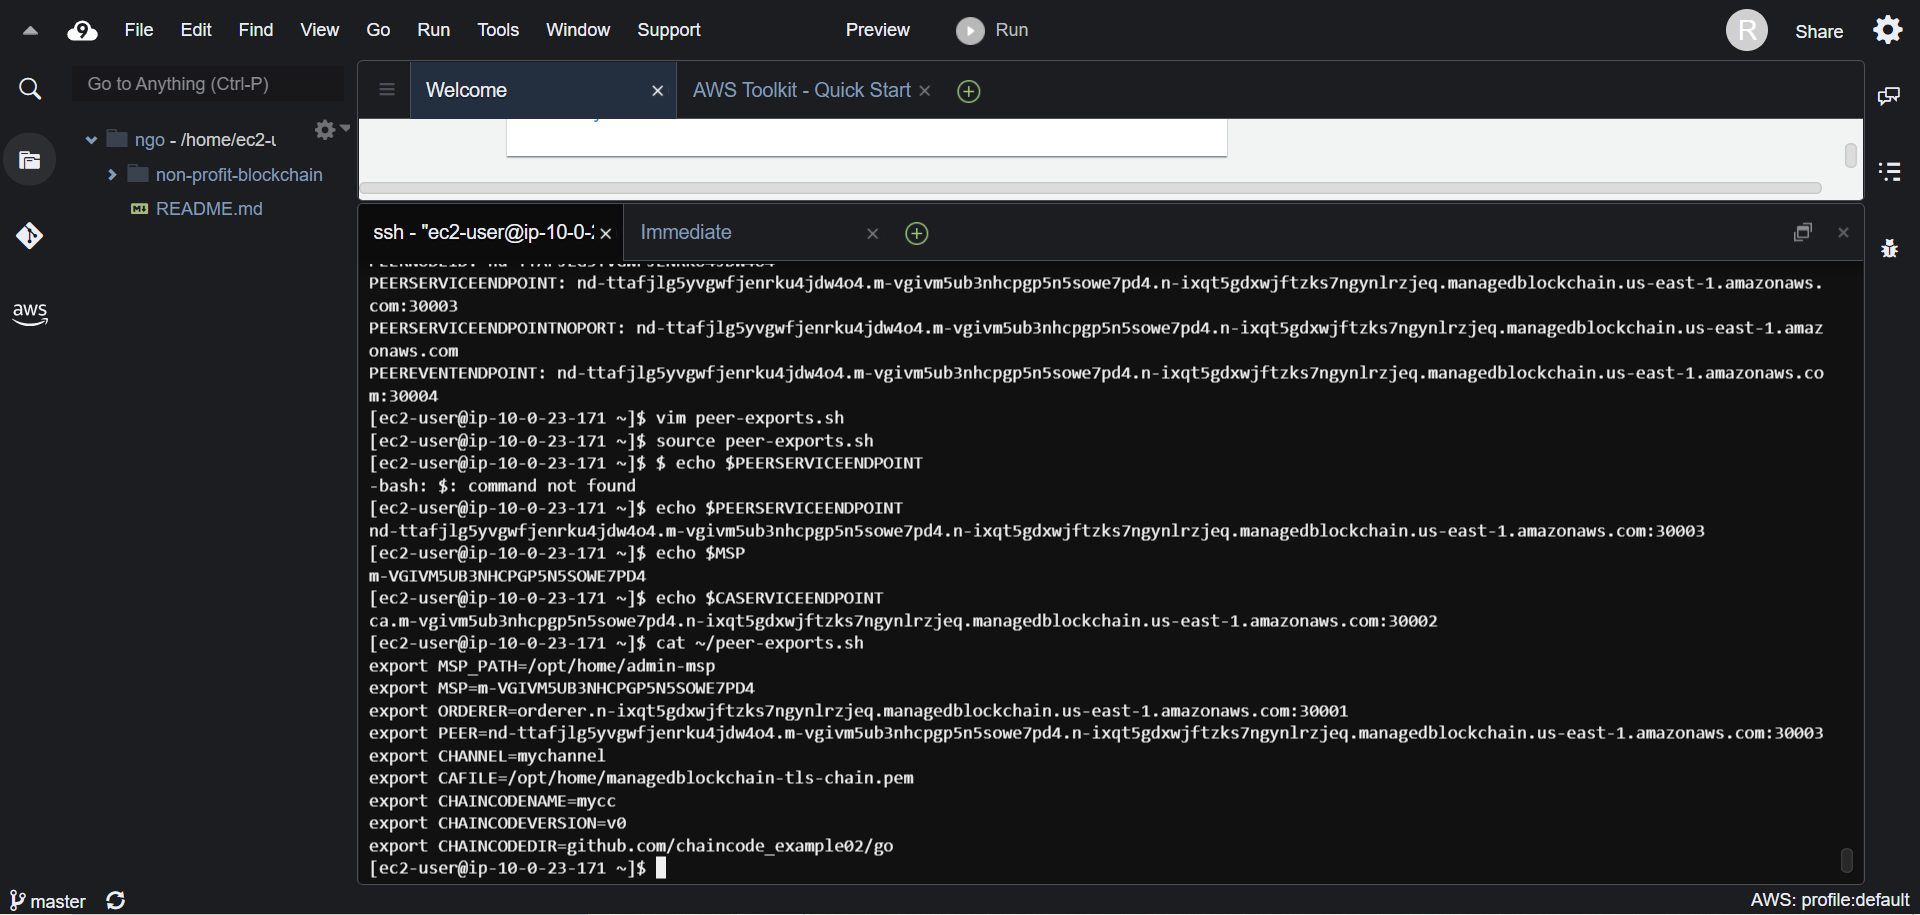 File Edit Find View Go Run Tools Window Support Preview Run R Share
Go to Anything (Ctrl-P)
Welcome AWS Toolkit - Quick Start
ngo - /home/ec2-u
non-profit-blockchain
README.md
aws
ssh - "ec2-user@ip-10-0-2 Immediate
PEERSERVICEENDPOINT: nd-ttafjlg5yvgwfjenrku4jdw4o4.m-vgivm5ub3nhcpgp5n5sowe7pd4.n-ixqt5gdxwjftzks7ngynlrzjeq.managedblockchain.us-east-1.amazonaws.
com:30003
PEERSERVICEENDPOINTNOPORT: nd-ttafjlg5yvgwfjenrku4jdw4o4.m-vgivm5ub3nhcpgp5n5sowe7pd4.n-ixqt5gdxwjftzks7ngynlrzjeq.managedblockchain.us-east-1.amaz
onaws.com
PEEREVENTENDPOINT: nd-ttafjlg5yvgwfjenrku4jdw4o4.m-vgivm5ub3nhcpgp5n5sowe7pd4.n-ixqt5gdxwjftzks7ngynlrzjeq.managedblockchain.us-east-1.amazonaws.co
m:30004
[ec2-user@ip-10-0-23-171 ~]$ vim peer-exports.sh
[ec2-user@ip-10-0-23-171 ~]$ source peer-exports.sh
[ec2-user@ip-10-0-23-171 ~]$ $ echo $PEERSERVICEENDPOINT
-bash: $: command not found
[ec2-user@ip-10-0-23-171 ~]$ echo $PEERSERVICEENDPOINT
nd-ttafjlg5yvgwfjenrku4jdw4o4.m-vgivm5ub3nhcpgp5n5sowe7pd4.n-ixqt5gdxwjftzks7ngynlrzjeq.managedblockchain.us-east-1.amazonaws.com:30003
[ec2-user@ip-10-0-23-171 ~]$ echo $MSP
m-VGIVM5UB3NHCPGP5N5SOWE7PD4
[ec2-user@ip-10-0-23-171 ~]$ echo $CASERVICEENDPOINT
ca.m-vgivm5ub3nhcpgp5n5sowe7pd4.n-ixqt5gdxwjftzks7ngynlrzjeq.managedblockchain.us-east-1.amazonaws.com:30002
[ec2-user@ip-10-0-23-171 ~]$ cat ~/peer-exports.sh
export MSP_PATH=/opt/home/admin-msp
export MSP=m-VGIVM5UB3NHCPGP5N5SOWE7PD4
export ORDERER=orderer.n-ixqt5gdxwjftzks7ngynlrzjeq.managedblockchain.us-east-1.amazonaws.com:30001
export PEER=nd-ttafjlg5yvgwfjenrku4jdw4o4.m-vgivm5ub3nhcpgp5n5sowe7pd4.n-ixqt5gdxwjftzks7ngynlrzjeq.managedblockchain.us-east-1.amazonaws.com:30003
export CHANNEL=mychannel
export CAFILE=/opt/home/managedblockchain-tls-chain.pem
export CHAINCODENAME=mycc
export CHAINCODEVERSION=v0
export CHAINCODEDIR=github.com/chaincode_example02/go
[ec2-user@ip-10-0-23-171 ~]$
master AWS: profile:default